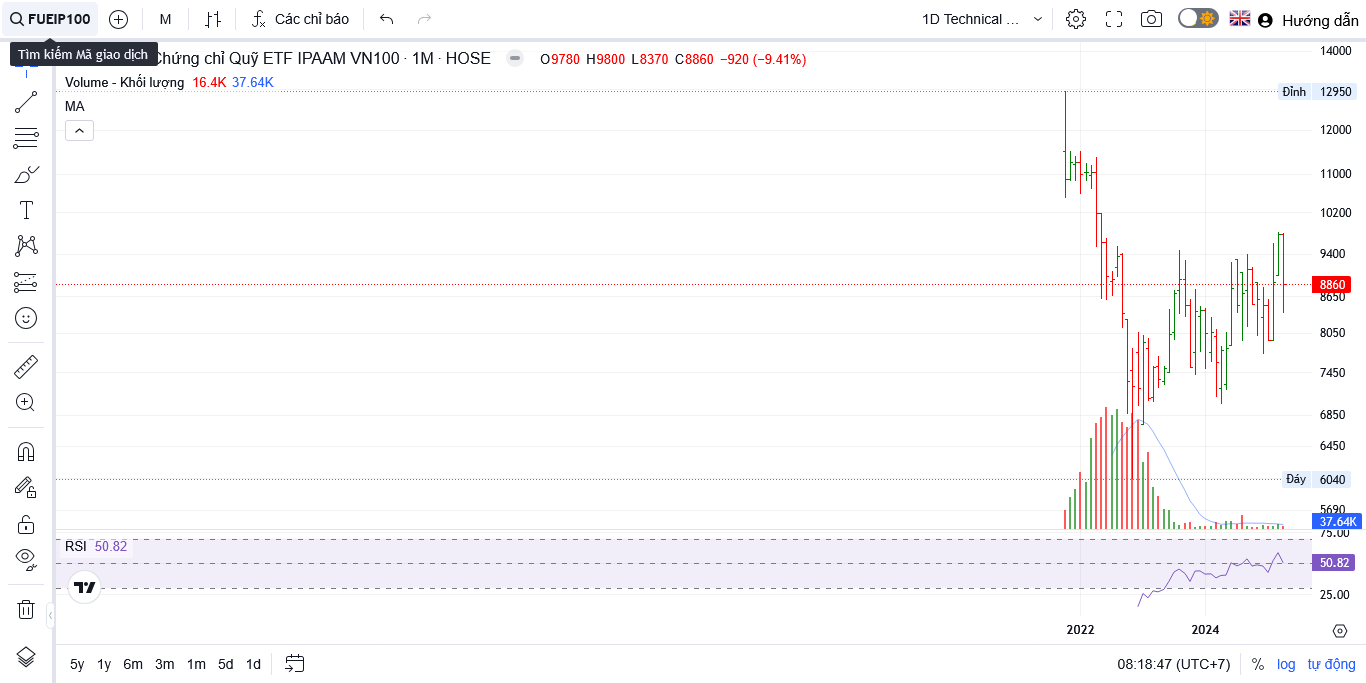 FUEIP100
M
Các chỉ báo
1D Technical ...
Hướng dẫn
Tìm kiếm Mã giao dịch
Chứng chỉ Quỹ ETF IPAAM VN100 · 1M · HOSE
O9780 H9800 L8370 C8860 −920 (−9.41%)
Volume - Khối lượng 16.4K 37.64K
MA
14000
Đỉnh 12950
12000
11000
10200
9400
8860
8650
8050
7450
6850
6450
Đáy 6040
5690
37.64K
75.00
RSI 50.82
50.82
25.00
2022 2024
5y 1y 6m 3m 1m 5d 1d
08:18:47 (UTC+7) % log tự động